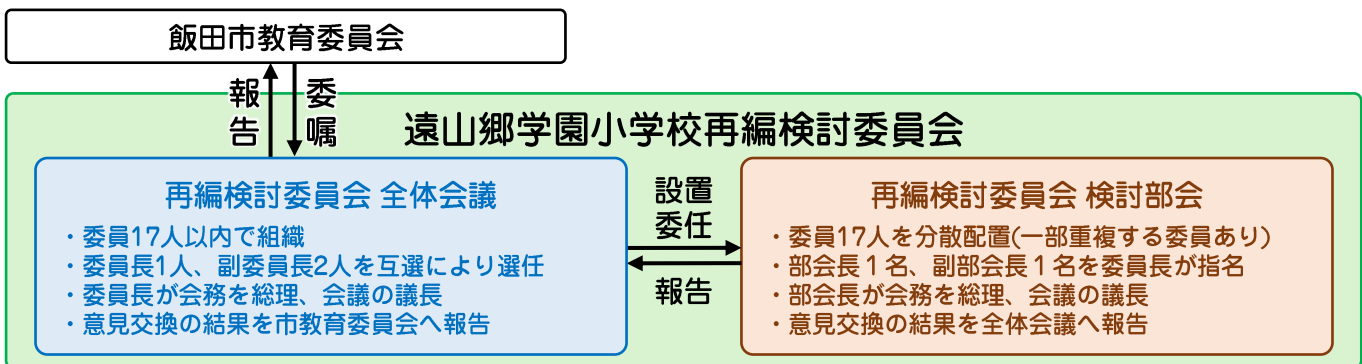 飯田市教育委員会
報告
委嘱
遠山郷学園小学校再編検討委員会
再編検討委員会 全体会議
・委員17人以内で組織
・委員長1人、副委員長2人を互選により選任
・委員長が会務を総理、会議の議長
・意見交換の結果を市教育委員会へ報告
設置
委任
報告
再編検討委員会 検討部会
・委員17人を分散配置(一部重複する委員あり)
・部会長１名、副部会長１名を委員長が指名
・部会長が会務を総理、会議の議長
・意見交換の結果を全体会議へ報告